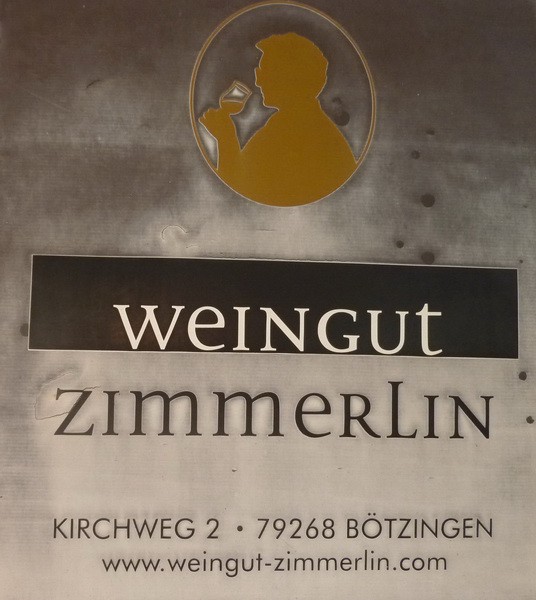 weINGut
ZImmeRLIN
KIRCHWEG 2 • 79268 BÖTZINGEN
www.weingut-zimmerlin.com